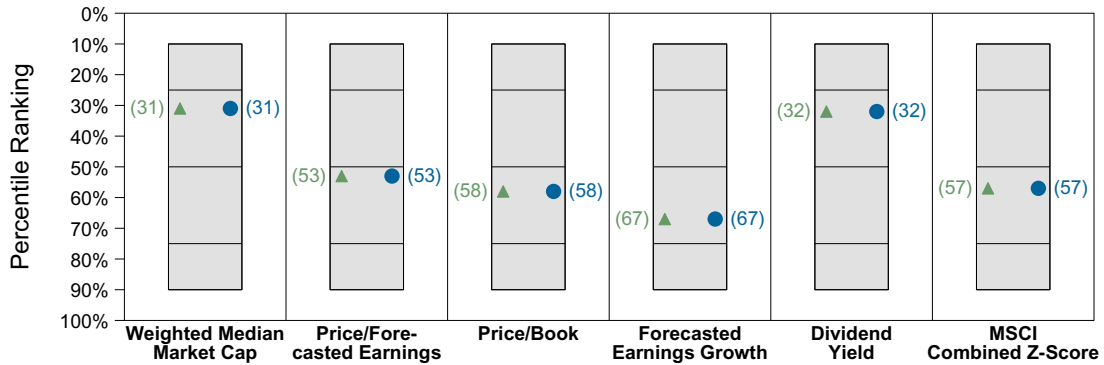 Percentile Ranking
0%
10%
20%
30%
40%
50%
60%
70%
80%
90%
100%
(31) (31)
(53) (53)
(58) (58)
(67) (67)
(32) (32)
(57) (57)
Weighted Median
Market Cap
Price/Fore-
casted Earnings
Price/Book
Forecasted
Earnings Growth
Dividend
Yield
MSCI
Combined Z-Score